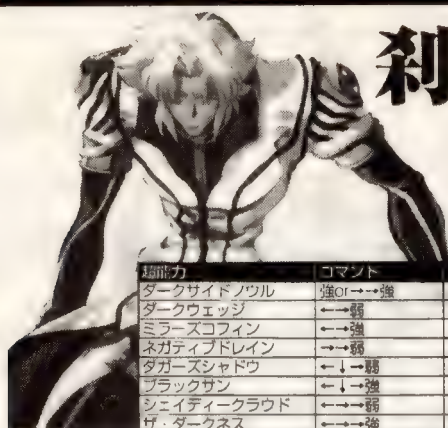 刹
超能力 コマンド
ダークサイドソウル 強or→→強
ダークウェッジ ←→弱
ミラーズコフィン ←→強
ネガティブドレイン →→弱
ダガーズシャドウ ←↓→弱
ブラックサン ←↓→強
シェイディークラウド ←→→弱
ザ・ダークネス ←→→強